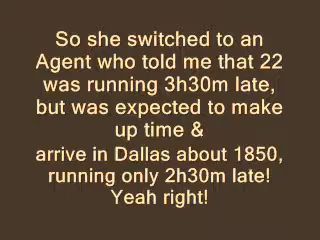 So she switched to an
Agent who told me that 22
was running 3h30m late,
but was expected to make
up time &
arrive in Dallas about 1850,
running only 2h30m late!
Yeah right!